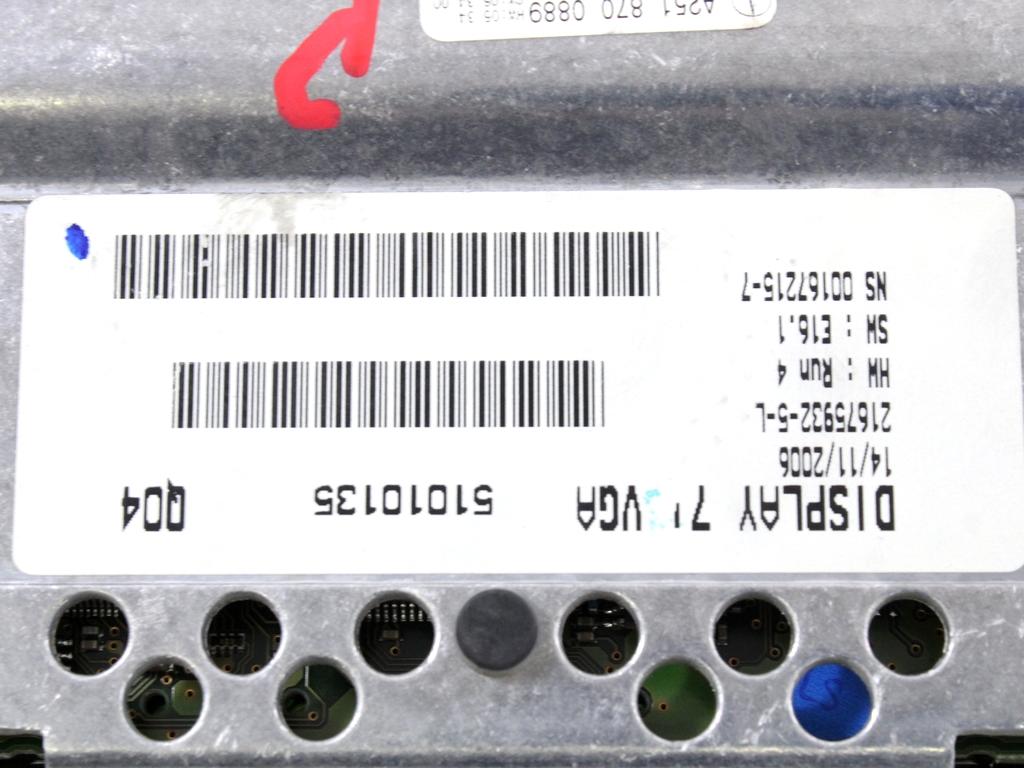 DISPLAY 7" VGA 51010135 Q04
14/11/2006
21675932-5-L
HW : Run 4
SW : E16.1
NS 00167215-7
A251 870 0889